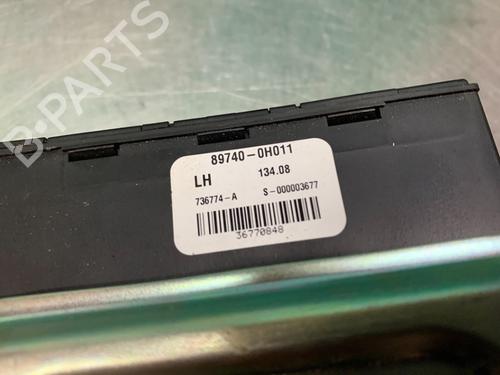 B-PARTS
89740-0H011
LH 134.08
736774-A S-000003677
36770848